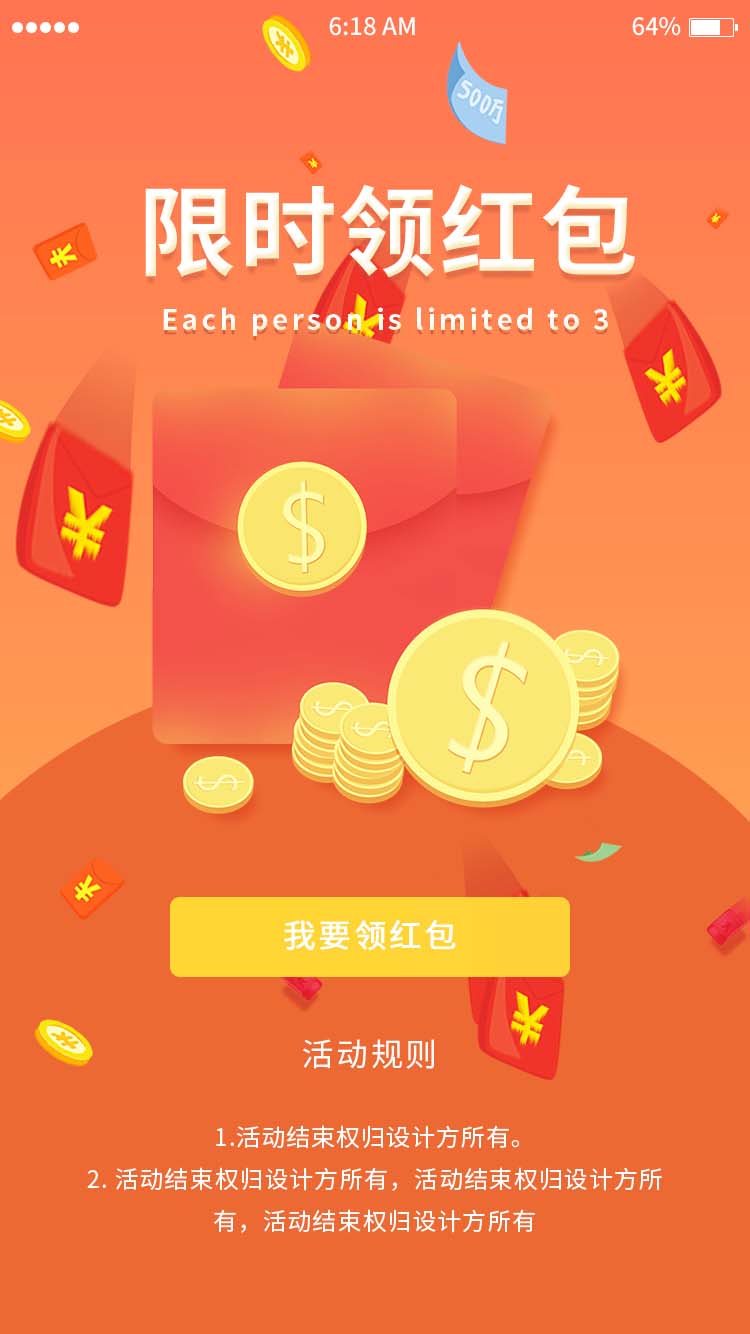 6:18 AM
64%
500万
限时领红包
Each person is limited to 3
我要领红包
活动规则
1.活动结束权归设计方所有。
2. 活动结束权归设计方所有，活动结束权归设计方所
有，活动结束权归设计方所有